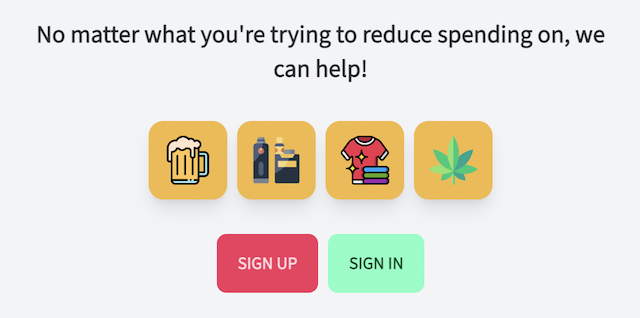 No matter what you're trying to reduce spending on, we
can help!
SIGN UP
SIGN IN